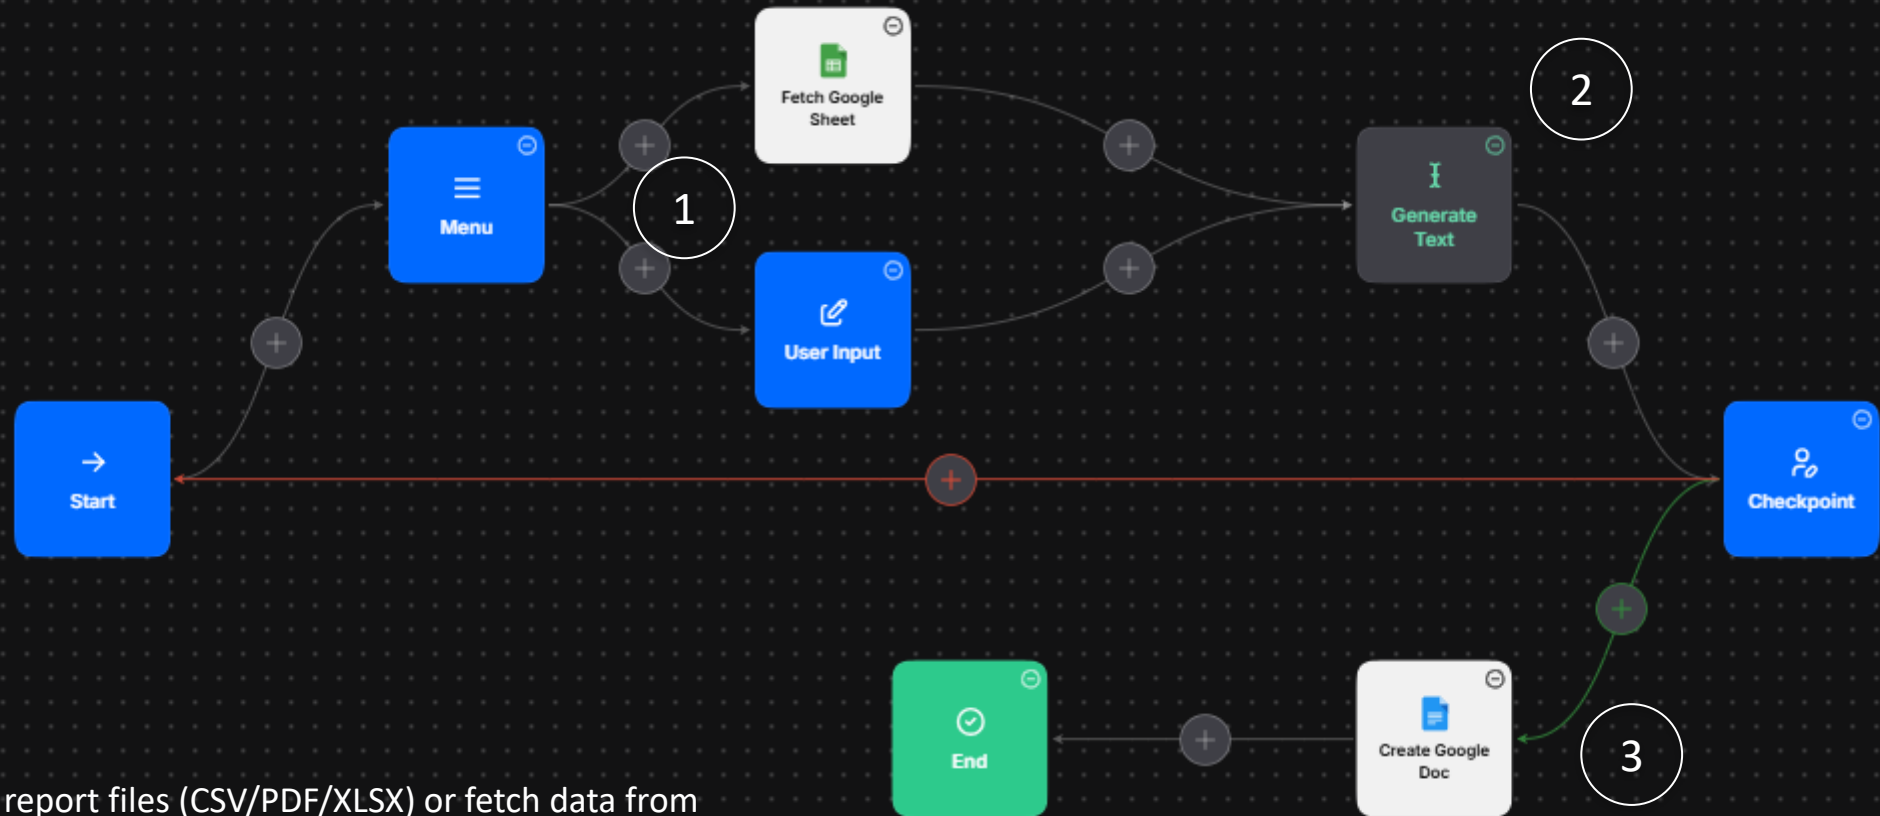 Fetch Google
Sheet
2
Menu
1
Generate
Text
User Input
Start
Checkpoint
End
Create Google
Doc
3
report files (CSV/PDF/XLSX) or fetch data from